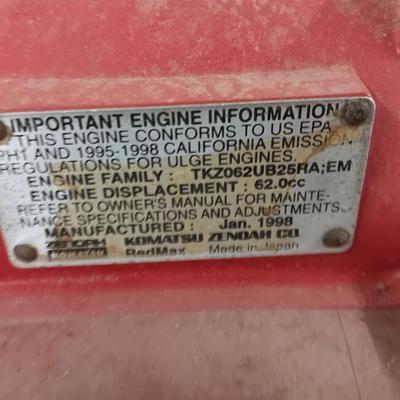 IMPORTANT ENGINE INFORMATION
THIS ENGINE CONFORMS TO US EPA
PH1 AND 1995-1998 CALIFORNIA EMISSION
REGULATIONS FOR ULGE ENGINES.
ENGINE FAMILY : TKZ062UB25RA;EM
ENGINE DISPLACEMENT : 62.0cc
REFER TO OWNER'S MANUAL FOR MAINTE-
NANCE SPECIFICATIONS AND ADJUSTMENTS
MANUFACTURED : Jan. 1998
ZENOAH KOMATSU ZENOAH CO.
KOMATSU RedMax Made in Japan